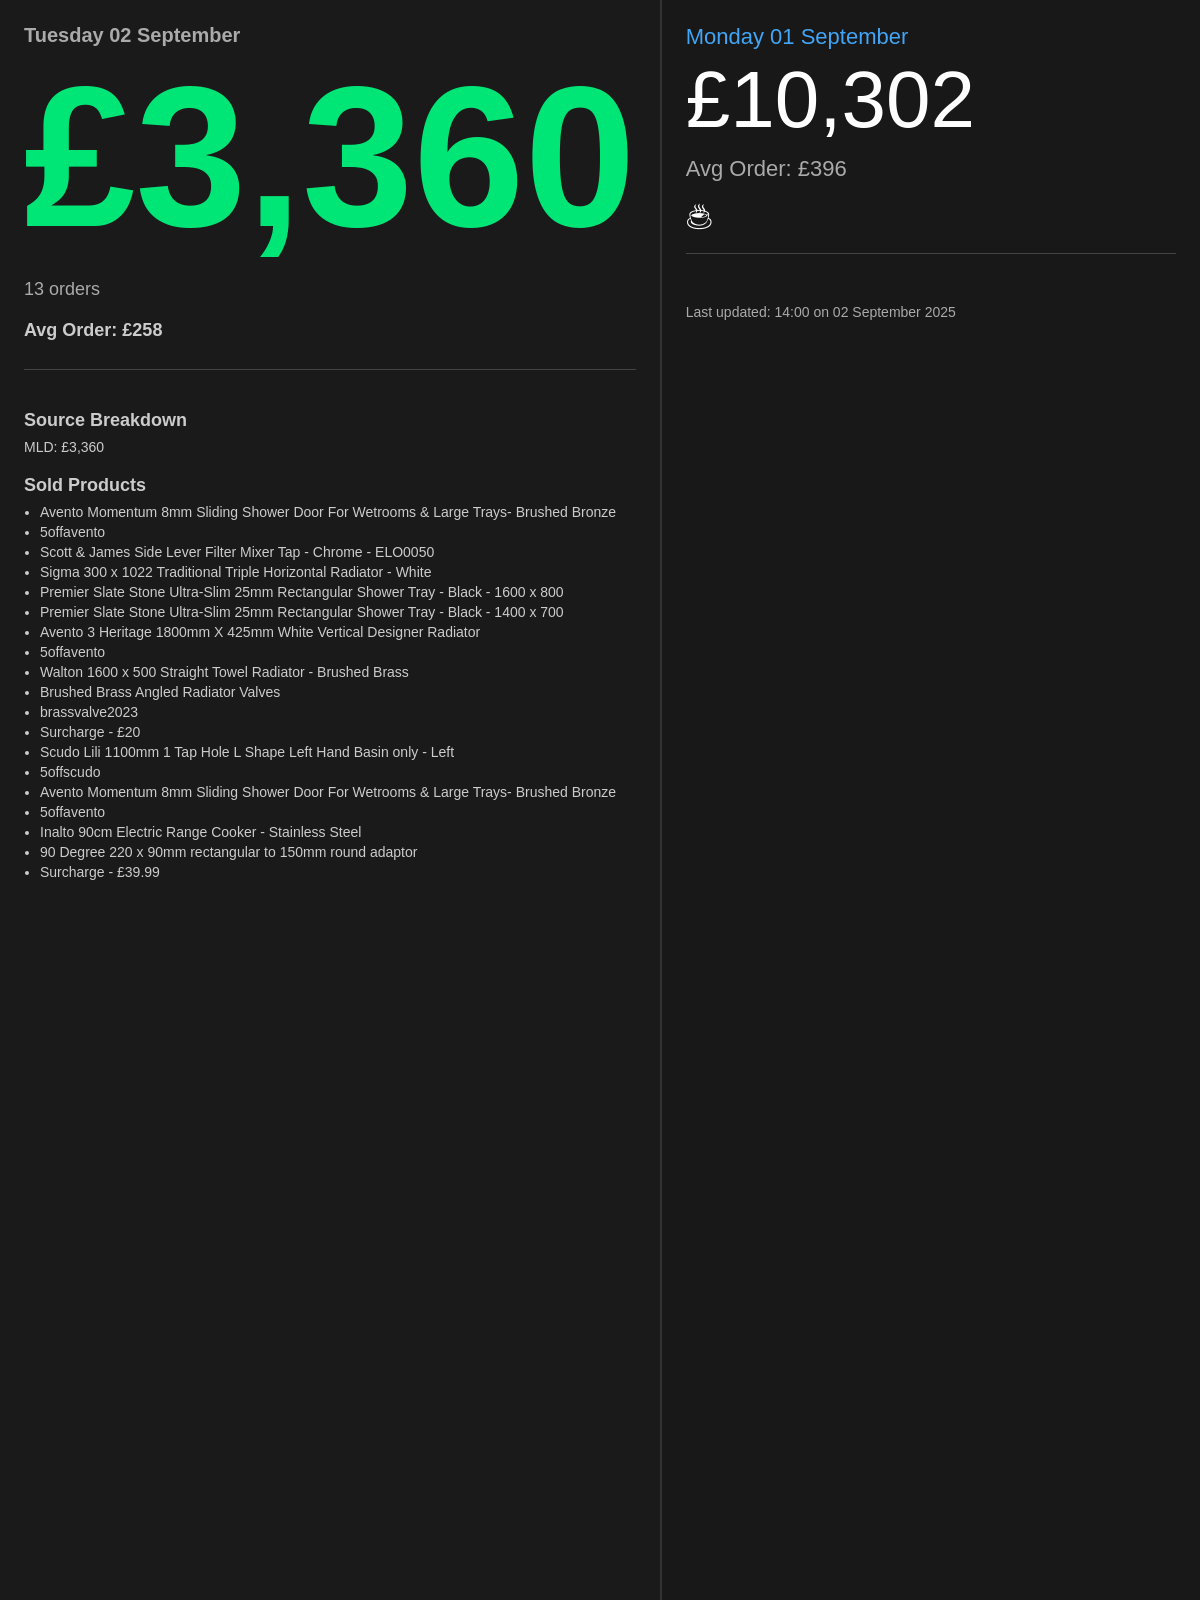 Tuesday 02 September
£3,360
13 orders
Avg Order: £258
Source Breakdown
MLD: £3,360
Sold Products
• Avento Momentum 8mm Sliding Shower Door For Wetrooms & Large Trays- Brushed Bronze
• 5offavento
• Scott & James Side Lever Filter Mixer Tap - Chrome - ELO0050
• Sigma 300 x 1022 Traditional Triple Horizontal Radiator - White
• Premier Slate Stone Ultra-Slim 25mm Rectangular Shower Tray - Black - 1600 x 800
• Premier Slate Stone Ultra-Slim 25mm Rectangular Shower Tray - Black - 1400 x 700
• Avento 3 Heritage 1800mm X 425mm White Vertical Designer Radiator
• 5offavento
• Walton 1600 x 500 Straight Towel Radiator - Brushed Brass
• Brushed Brass Angled Radiator Valves
• brassvalve2023
• Surcharge - £20
• Scudo Lili 1100mm 1 Tap Hole L Shape Left Hand Basin only - Left
• 5offscudo
• Avento Momentum 8mm Sliding Shower Door For Wetrooms & Large Trays- Brushed Bronze
• 5offavento
• Inalto 90cm Electric Range Cooker - Stainless Steel
• 90 Degree 220 x 90mm rectangular to 150mm round adaptor
• Surcharge - £39.99
Monday 01 September
£10,302
Avg Order: £396
☕
Last updated: 14:00 on 02 September 2025